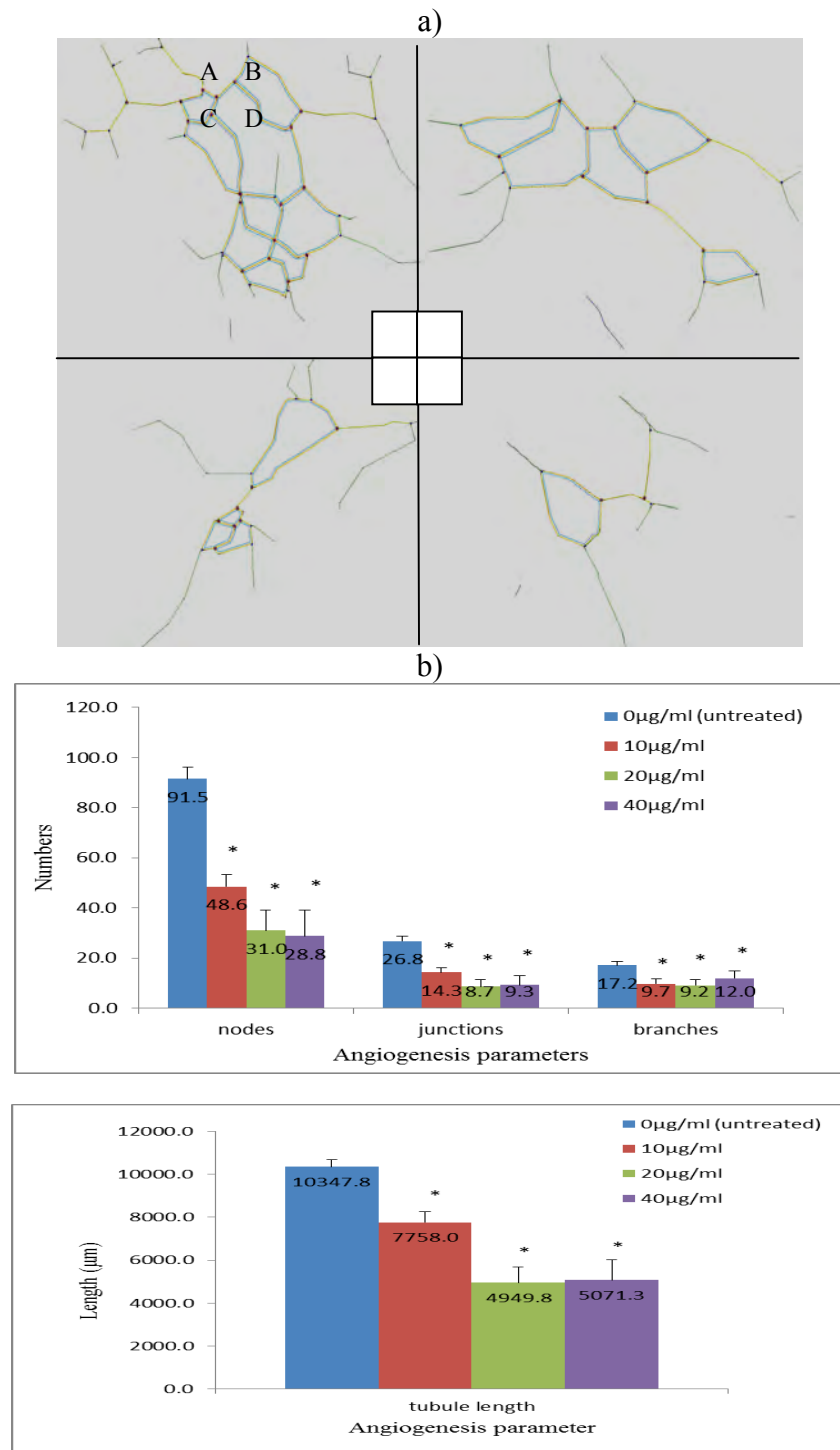 a)
A B
C D
b)
120.0
100.0
80.0
60.0
40.0
20.0
0.0
Numbers
0µg/ml (untreated)
10µg/ml
20µg/ml
40µg/ml
91.5
*
48.6
*
31.0
*
28.8
26.8
*
14.3
*
8.7
*
9.3
17.2
*
9.7
*
9.2
*
12.0
nodes junctions branches
Angiogenesis parameters
12000.0
10000.0
8000.0
6000.0
4000.0
2000.0
0.0
Length (µm)
0µg/ml (untreated)
10µg/ml
20µg/ml
40µg/ml
10347.8
*
7758.0
*
4949.8
*
5071.3
tubule length
Angiogenesis parameter